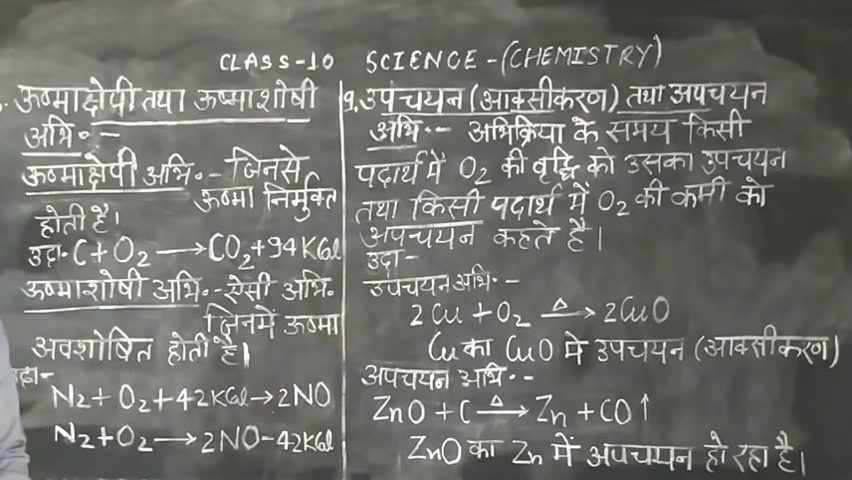 CLASS-10 SCIENCE-(CHEMISTRY)
ऊष्माक्षेपी तथा ऊष्माशोषी
अभि॰-
ऊष्माक्षेपी अभि॰- जिनसे
ऊष्मा निर्मुक्त
होती है।
उदा॰ C+O₂→CO₂+94KCal
ऊष्माशोषी अभि॰- ऐसी अभि॰
जिनमें ऊष्मा
अवशोषित होती है।
उदा-
N₂+O₂+42KCal→2NO
N₂+O₂→2NO-42KCal
9. उपचयन (आक्सीकरण) तथा अपचयन
अभि॰- अभिक्रिया के समय किसी
पदार्थ में O₂ की वृद्धि को उसका उपचयन
तथा किसी पदार्थ में O₂ की कमी को
अपचयन कहते है।
उदा-
उपचयन अभि॰-
2Cu+O₂ Δ→ 2CuO
Cu का CuO मे उपचयन (आक्सीकरण)
अपचयन अभि॰-
ZnO+C Δ→ Zn+CO↑
ZnO का Zn में अपचयन हो रहा है।